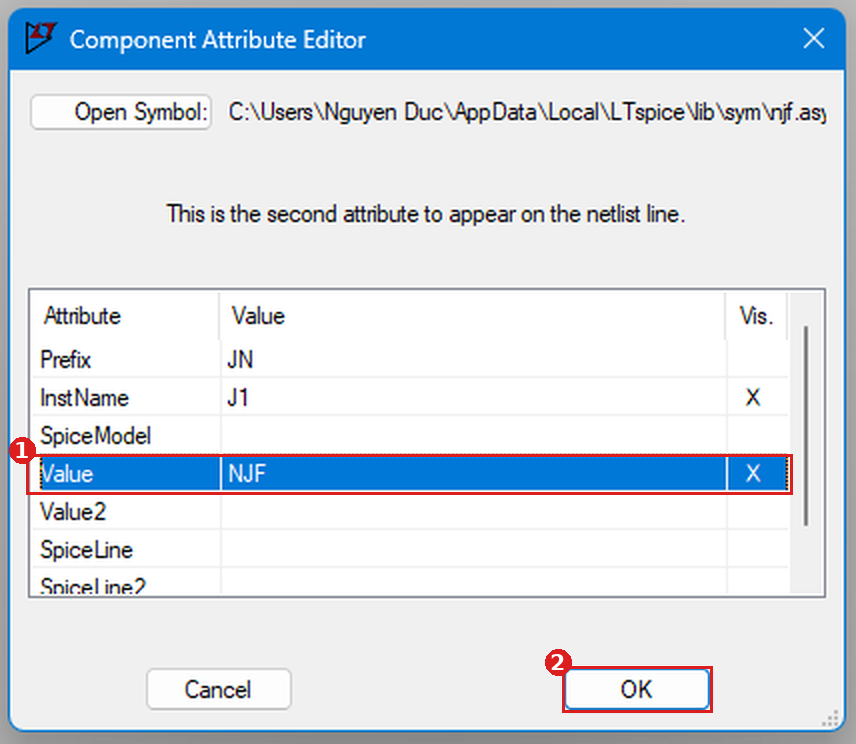 Component Attribute Editor
Open Symbol: C:\Users\Nguyen Duc\AppData\Local\LTspice\lib\sym\njf.asy
This is the second attribute to appear on the netlist line.
Attribute Value Vis.
Prefix JN
InstName J1 X
SpiceModel
1
Value NJF X
Value2
SpiceLine
SpiceLine2
2
Cancel OK